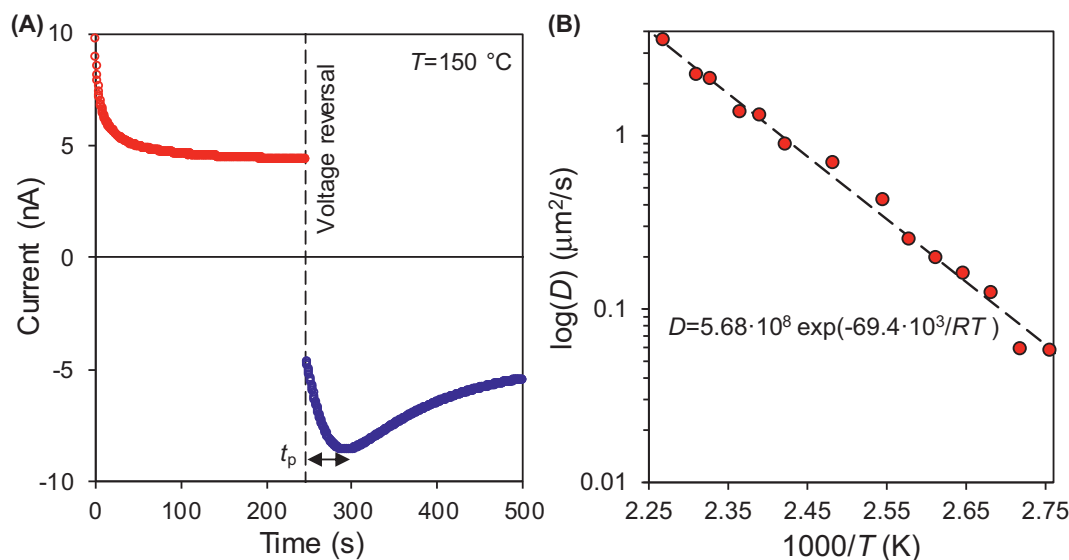 (A)
T=150 °C
Voltage reversal
tp
Current (nA)
10
5
0
-5
-10
0
100
200
300
400
500
Time (s)
(B)
D=5.68·10⁸ exp(-69.4·10³/RT )
log(D) (μm²/s)
1
0.1
0.01
2.25
2.35
2.45
2.55
2.65
2.75
1000/T (K)